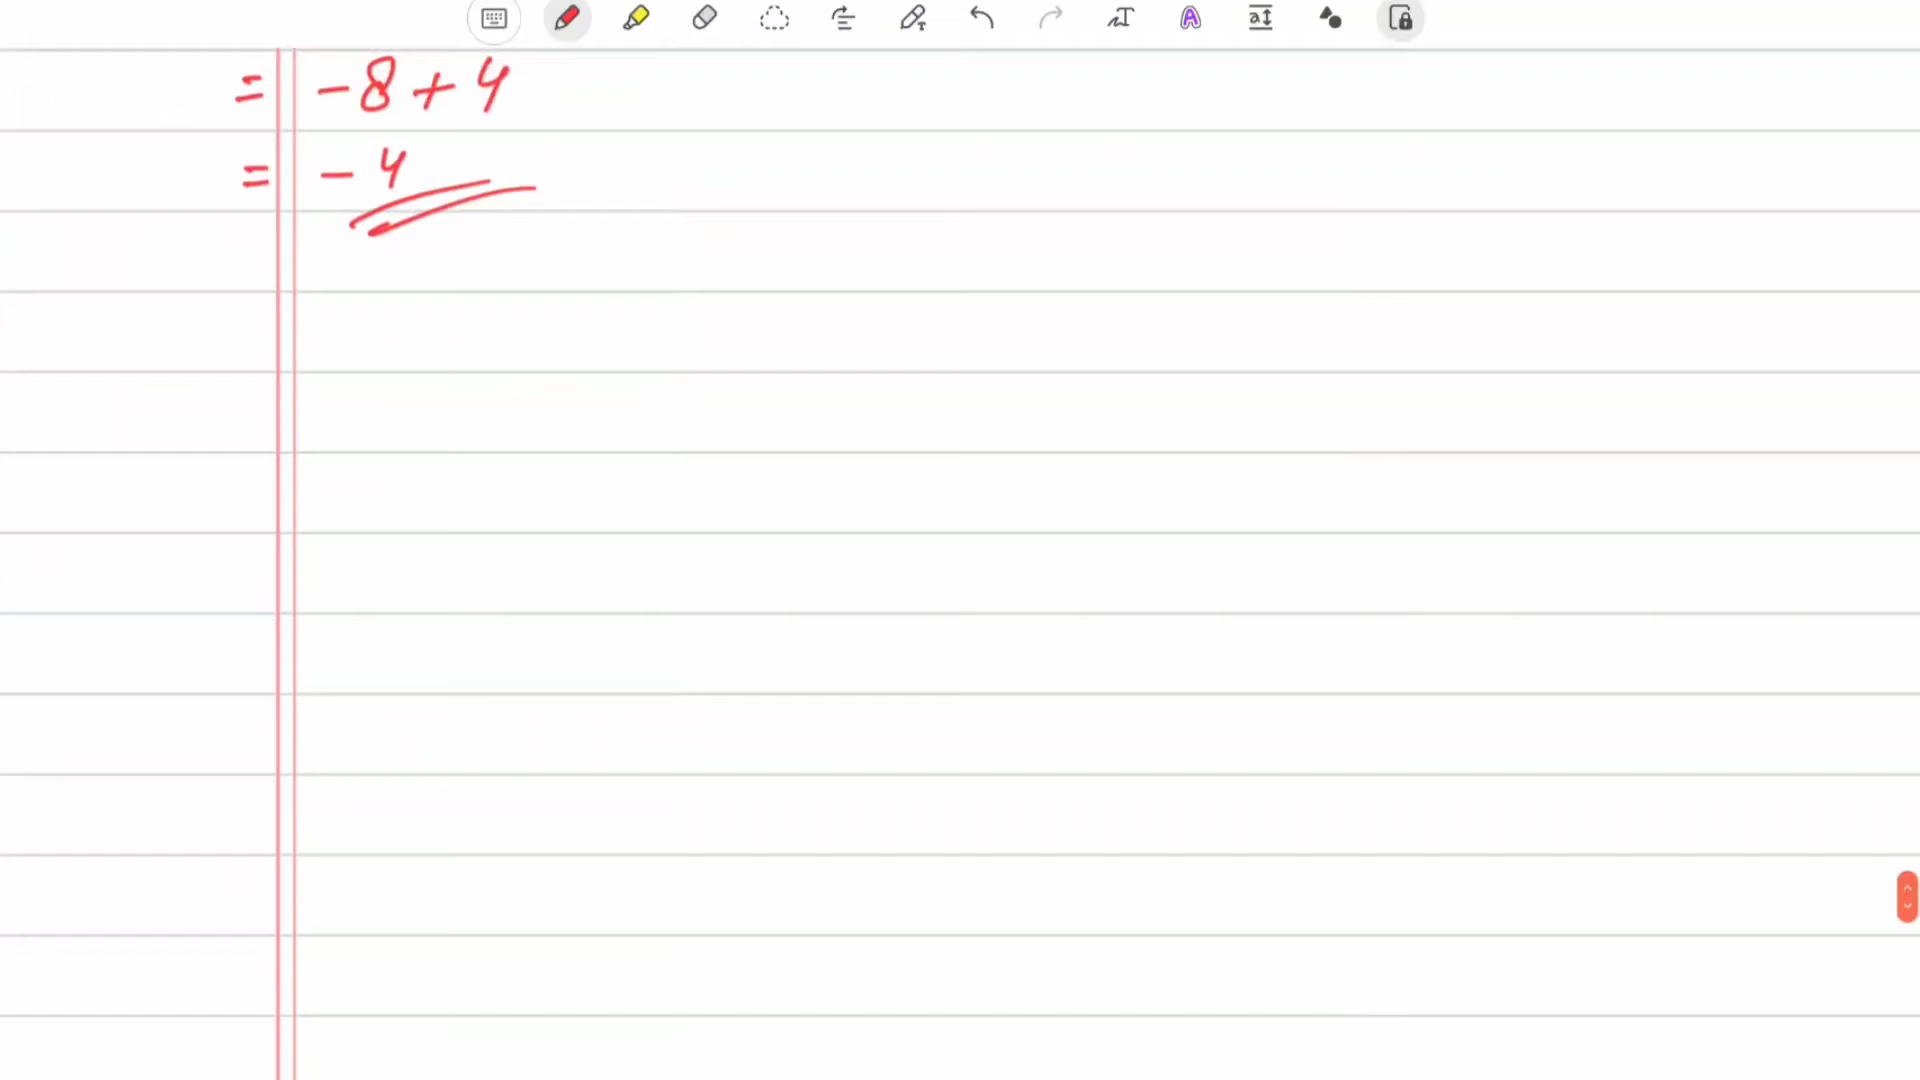 = -8+4
= -4